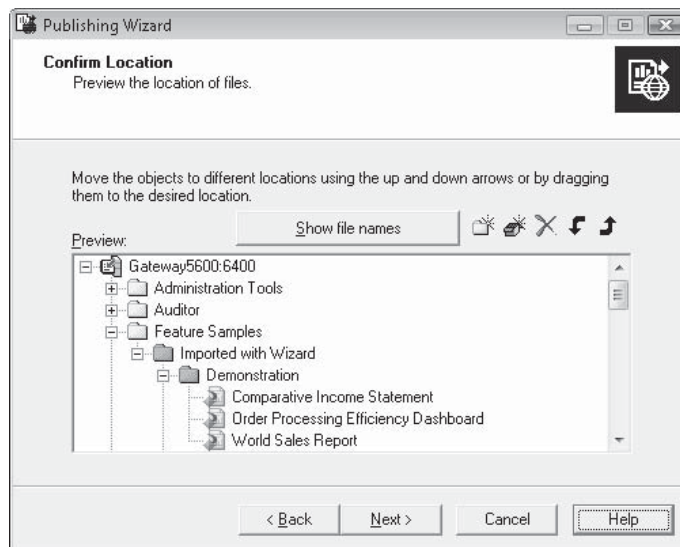 Publishing Wizard
Confirm Location
Preview the location of files.
Move the objects to different locations using the up and down arrows or by dragging
them to the desired location.
Show file names
Preview:
Gateway5600:6400
Administration Tools
Auditor
Feature Samples
Imported with Wizard
Demonstration
Comparative Income Statement
Order Processing Efficiency Dashboard
World Sales Report
< Back
Next >
Cancel
Help